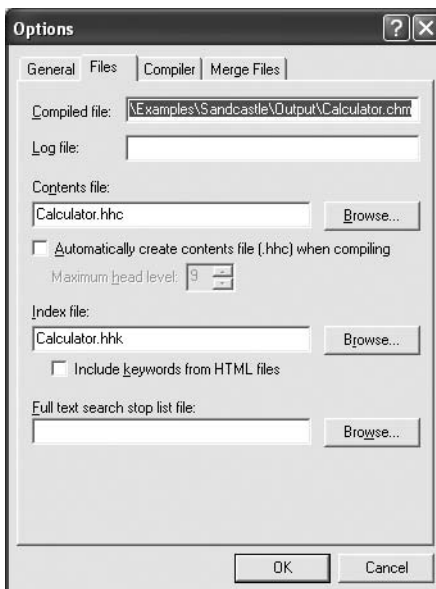 Options
General Files Compiler Merge Files
Compiled file: \Examples\Sandcastle\Output\Calculator.chm
Log file:
Contents file:
Calculator.hhc Browse...
Automatically create contents file (.hhc) when compiling
Maximum head level: 9
Index file:
Calculator.hhk Browse...
Include keywords from HTML files
Full text search stop list file:
Browse...
OK Cancel